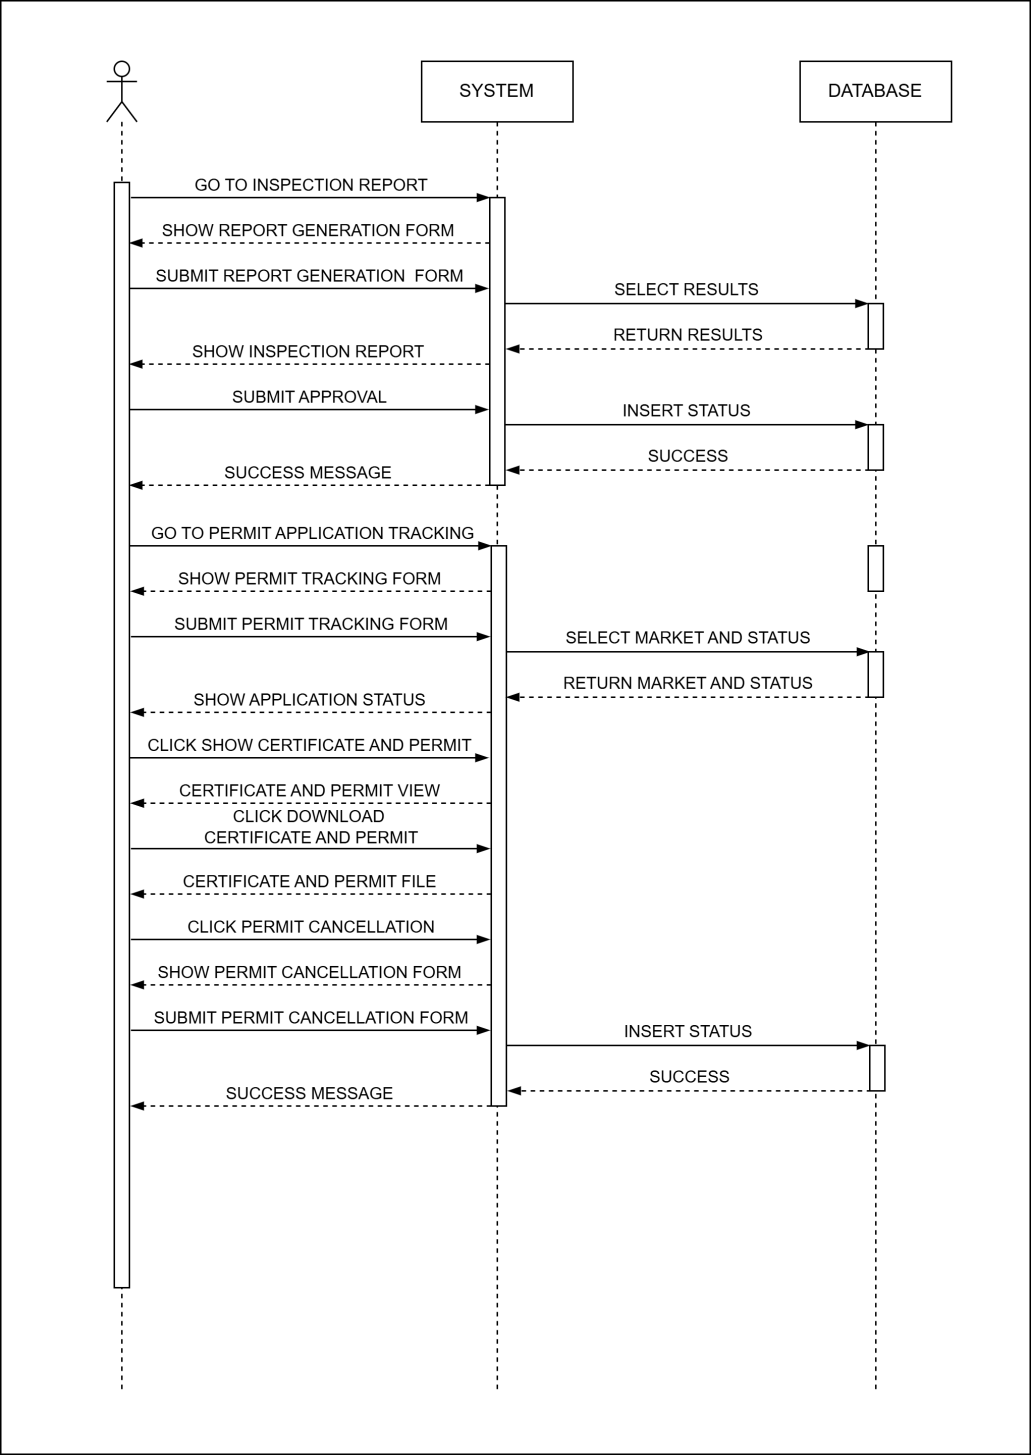 SYSTEM
DATABASE
GO TO INSPECTION REPORT
SHOW REPORT GENERATION FORM
SUBMIT REPORT GENERATION  FORM
SELECT RESULTS
RETURN RESULTS
SHOW INSPECTION REPORT
SUBMIT APPROVAL
INSERT STATUS
SUCCESS
SUCCESS MESSAGE
GO TO PERMIT APPLICATION TRACKING
SHOW PERMIT TRACKING FORM
SUBMIT PERMIT TRACKING FORM
SELECT MARKET AND STATUS
RETURN MARKET AND STATUS
SHOW APPLICATION STATUS
CLICK SHOW CERTIFICATE AND PERMIT
CERTIFICATE AND PERMIT VIEW
CLICK DOWNLOAD
CERTIFICATE AND PERMIT
CERTIFICATE AND PERMIT FILE
CLICK PERMIT CANCELLATION
SHOW PERMIT CANCELLATION FORM
SUBMIT PERMIT CANCELLATION FORM
INSERT STATUS
SUCCESS
SUCCESS MESSAGE